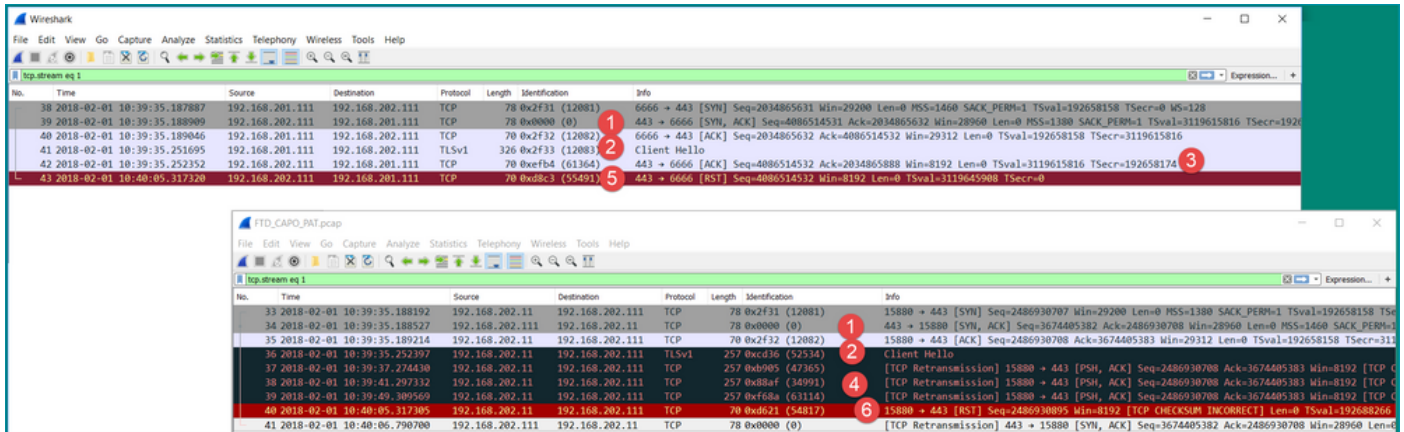 Wireshark
File Edit View Go Capture Analyze Statistics Telephony Wireless Tools Help
tcp.stream eq 1
Expression... +
No. Time Source Destination Protocol Length Identification Info
38 2018-02-01 10:39:35.187887 192.168.201.111 192.168.202.111 TCP 78 0x2f31 (12081) 6666 → 443 [SYN] Seq=2034865631 Win=29200 Len=0 MSS=1460 SACK_PERM=1 TSval=192658158 TSecr=0 WS=128
39 2018-02-01 10:39:35.188909 192.168.202.111 192.168.201.111 TCP 78 0x0000 (0) 1 443 → 6666 [SYN, ACK] Seq=4086514531 Ack=2034865632 Win=28960 Len=0 MSS=1380 SACK_PERM=1 TSval=3119615816 TSecr=1926
40 2018-02-01 10:39:35.189046 192.168.201.111 192.168.202.111 TCP 70 0x2f32 (12082) 6666 → 443 [ACK] Seq=2034865632 Ack=4086514532 Win=29312 Len=0 TSval=192658158 TSecr=3119615816
41 2018-02-01 10:39:35.251695 192.168.201.111 192.168.202.111 TLSv1 326 0x2f33 (12083) 2 Client Hello
42 2018-02-01 10:39:35.252352 192.168.202.111 192.168.201.111 TCP 70 0xefb4 (61364) 443 → 6666 [ACK] Seq=4086514532 Ack=2034865888 Win=8192 Len=0 TSval=3119615816 TSecr=192658174 3
43 2018-02-01 10:40:05.317320 192.168.202.111 192.168.201.111 TCP 70 0xd8c3 (55491) 5 443 → 6666 [RST] Seq=4086514532 Win=8192 Len=0 TSval=3119645908 TSecr=0
FTD_CAPO_PAT.pcap
File Edit View Go Capture Analyze Statistics Telephony Wireless Tools Help
tcp.stream eq 1
Expression... +
No. Time Source Destination Protocol Length Identification Info
33 2018-02-01 10:39:35.188192 192.168.202.11 192.168.202.111 TCP 78 0x2f31 (12081) 15880 → 443 [SYN] Seq=2486930707 Win=29200 Len=0 MSS=1380 SACK_PERM=1 TSval=192658158 TSe
34 2018-02-01 10:39:35.188527 192.168.202.111 192.168.202.11 TCP 78 0x0000 (0) 1 443 → 15880 [SYN, ACK] Seq=3674405382 Ack=2486930708 Win=28960 Len=0 MSS=1460 SACK_PERM=1
35 2018-02-01 10:39:35.189214 192.168.202.11 192.168.202.111 TCP 70 0x2f32 (12082) 15880 → 443 [ACK] Seq=2486930708 Ack=3674405383 Win=29312 Len=0 TSval=192658158 TSecr=311
36 2018-02-01 10:39:35.252397 192.168.202.11 192.168.202.111 TLSv1 257 0xcd36 (52534) 2 Client Hello
37 2018-02-01 10:39:37.274430 192.168.202.11 192.168.202.111 TCP 257 0xb905 (47365) [TCP Retransmission] 15880 → 443 [PSH, ACK] Seq=2486930708 Ack=3674405383 Win=8192 [TCP C
38 2018-02-01 10:39:41.297332 192.168.202.11 192.168.202.111 TCP 257 0x88af (34991) 4 [TCP Retransmission] 15880 → 443 [PSH, ACK] Seq=2486930708 Ack=3674405383 Win=8192 [TCP C
39 2018-02-01 10:39:49.309569 192.168.202.11 192.168.202.111 TCP 257 0xf68a (63114) [TCP Retransmission] 15880 → 443 [PSH, ACK] Seq=2486930708 Ack=3674405383 Win=8192 [TCP C
40 2018-02-01 10:40:05.317305 192.168.202.11 192.168.202.111 TCP 70 0xd621 (54817) 6 15880 → 443 [RST] Seq=2486930895 Win=8192 [TCP CHECKSUM INCORRECT] Len=0 TSval=192688266
41 2018-02-01 10:40:06.790700 192.168.202.111 192.168.202.11 TCP 78 0x0000 (0) [TCP Retransmission] 443 → 15880 [SYN, ACK] Seq=3674405382 Ack=2486930708 Win=28960 Len=0